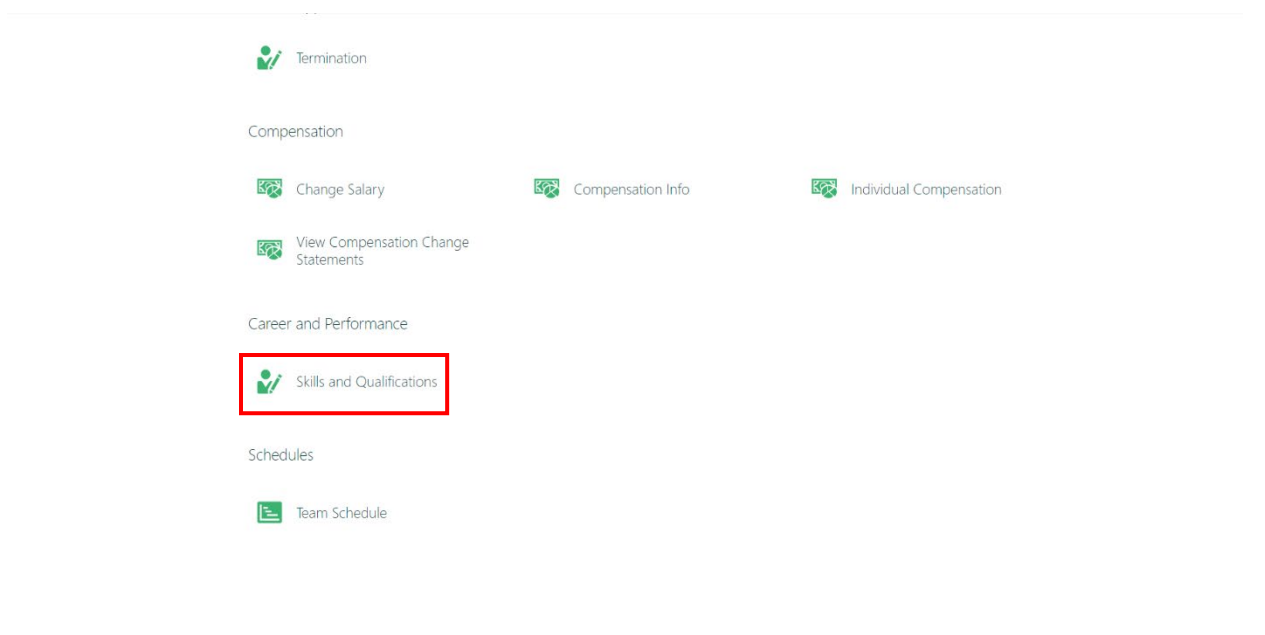 Termination
Compensation
Change Salary
Compensation Info
Individual Compensation
View Compensation Change
Statements
Career and Performance
Skills and Qualifications
Schedules
Team Schedule